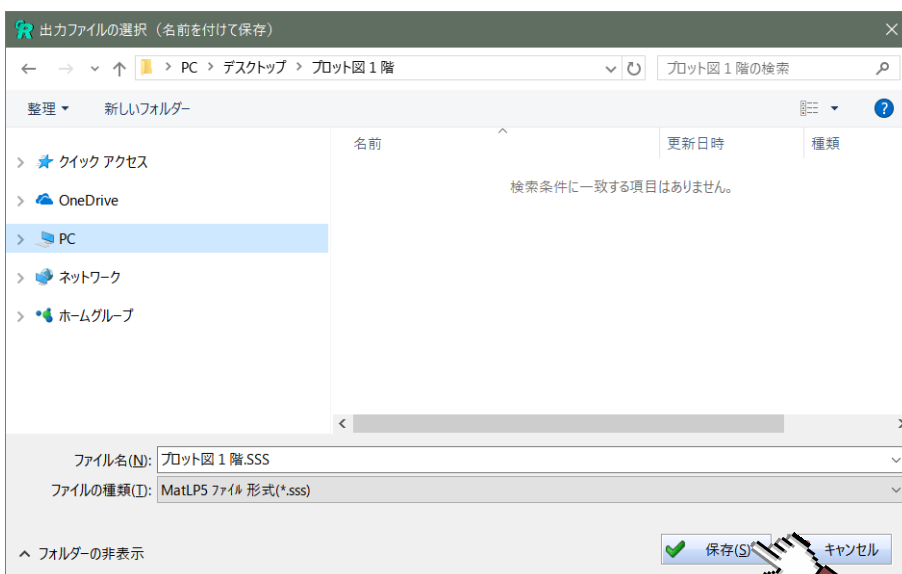 出力ファイルの選択（名前を付けて保存）
PC > デスクトップ > プロット図１階
プロット図１階の検索
整理 新しいフォルダー
名前 更新日時 種類
検索条件に一致する項目はありません。
クイック アクセス
OneDrive
PC
ネットワーク
ホームグループ
ファイル名(N): プロット図１階.SSS
ファイルの種類(T): MatLP5 ﾌｧｲﾙ 形式(*.sss)
フォルダーの非表示
保存(S) キャンセル